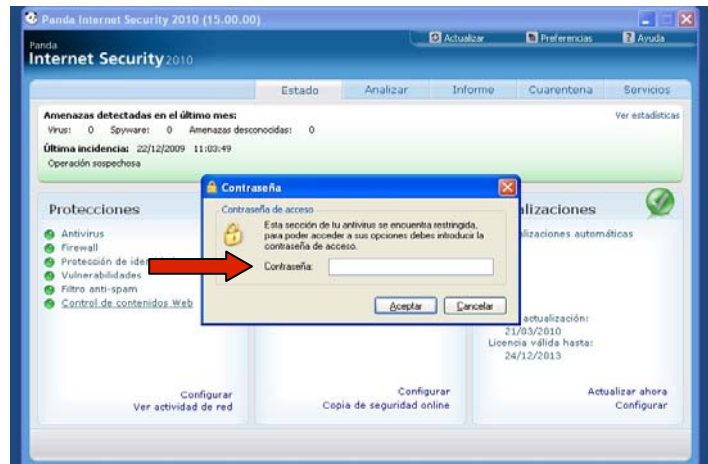 Panda Internet Security 2010 (15.00.00)
Actualizar Preferencias Ayuda
Panda
Internet Security 2010
Estado Analizar Informe Cuarentena Servicios
Amenazas detectadas en el último mes:
Ver estadísticas
Virus: 0 Spyware: 0 Amenazas desconocidas: 0
Última incidencia: 22/12/2009 11:03:49
Operación sospechosa
Contraseña
Protecciones
Contraseña de acceso
alizaciones
Antivirus
Esta sección de tu antivirus se encuentra restringida,
para poder acceder a sus opciones debes introducir la
contraseña de acceso.
alizaciones automáticas
Firewall
Protección de iden
Contraseña:
Vulnerabilidades
Filtro anti-spam
Control de contenidos Web
Aceptar Cancelar
actualización:
21/03/2010
Licencia válida hasta:
24/12/2013
Configurar
Ver actividad de red
Configurar
Copia de seguridad online
Actualizar ahora
Configurar